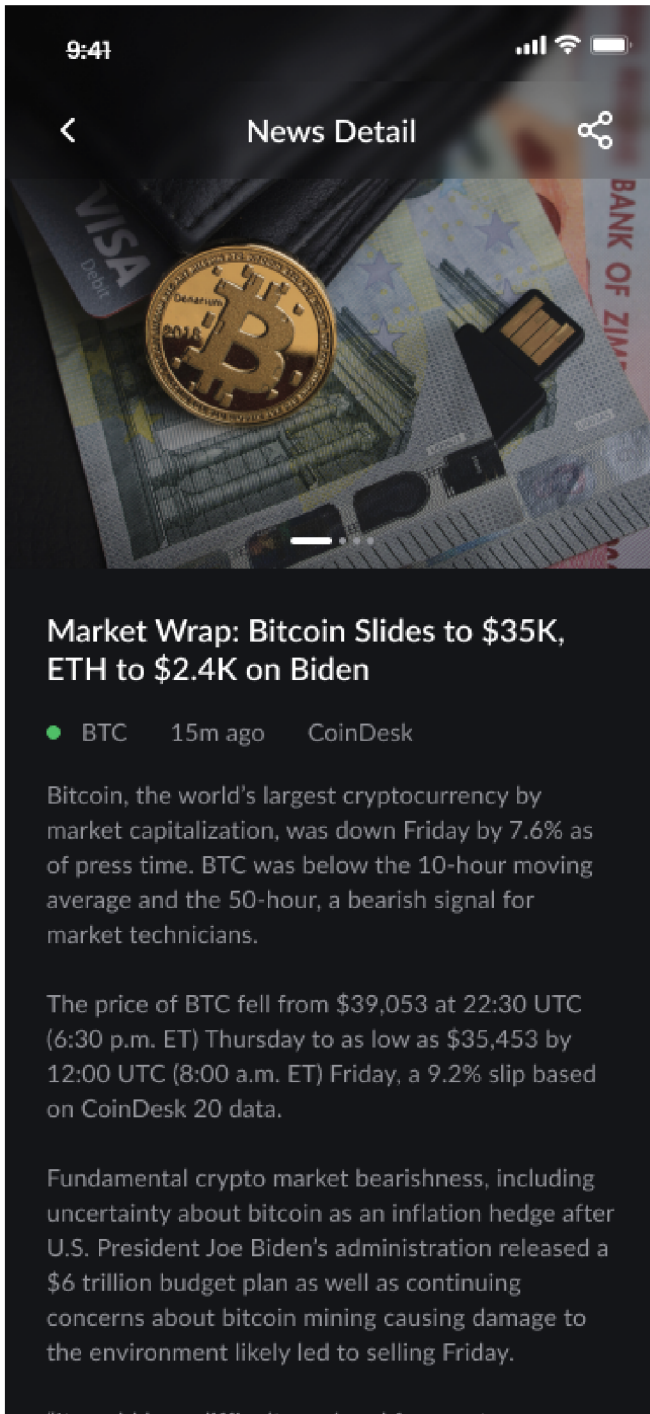 9:41
News Detail
VISA
Debit
BANK OF ZIM
Denarium
Market Wrap: Bitcoin Slides to $35K,
ETH to $2.4K on Biden
BTC 15m ago CoinDesk
Bitcoin, the world's largest cryptocurrency by
market capitalization, was down Friday by 7.6% as
of press time. BTC was below the 10-hour moving
average and the 50-hour, a bearish signal for
market technicians.
The price of BTC fell from $39,053 at 22:30 UTC
(6:30 p.m. ET) Thursday to as low as $35,453 by
12:00 UTC (8:00 a.m. ET) Friday, a 9.2% slip based
on CoinDesk 20 data.
Fundamental crypto market bearishness, including
uncertainty about bitcoin as an inflation hedge after
U.S. President Joe Biden's administration released a
$6 trillion budget plan as well as continuing
concerns about bitcoin mining causing damage to
the environment likely led to selling Friday.